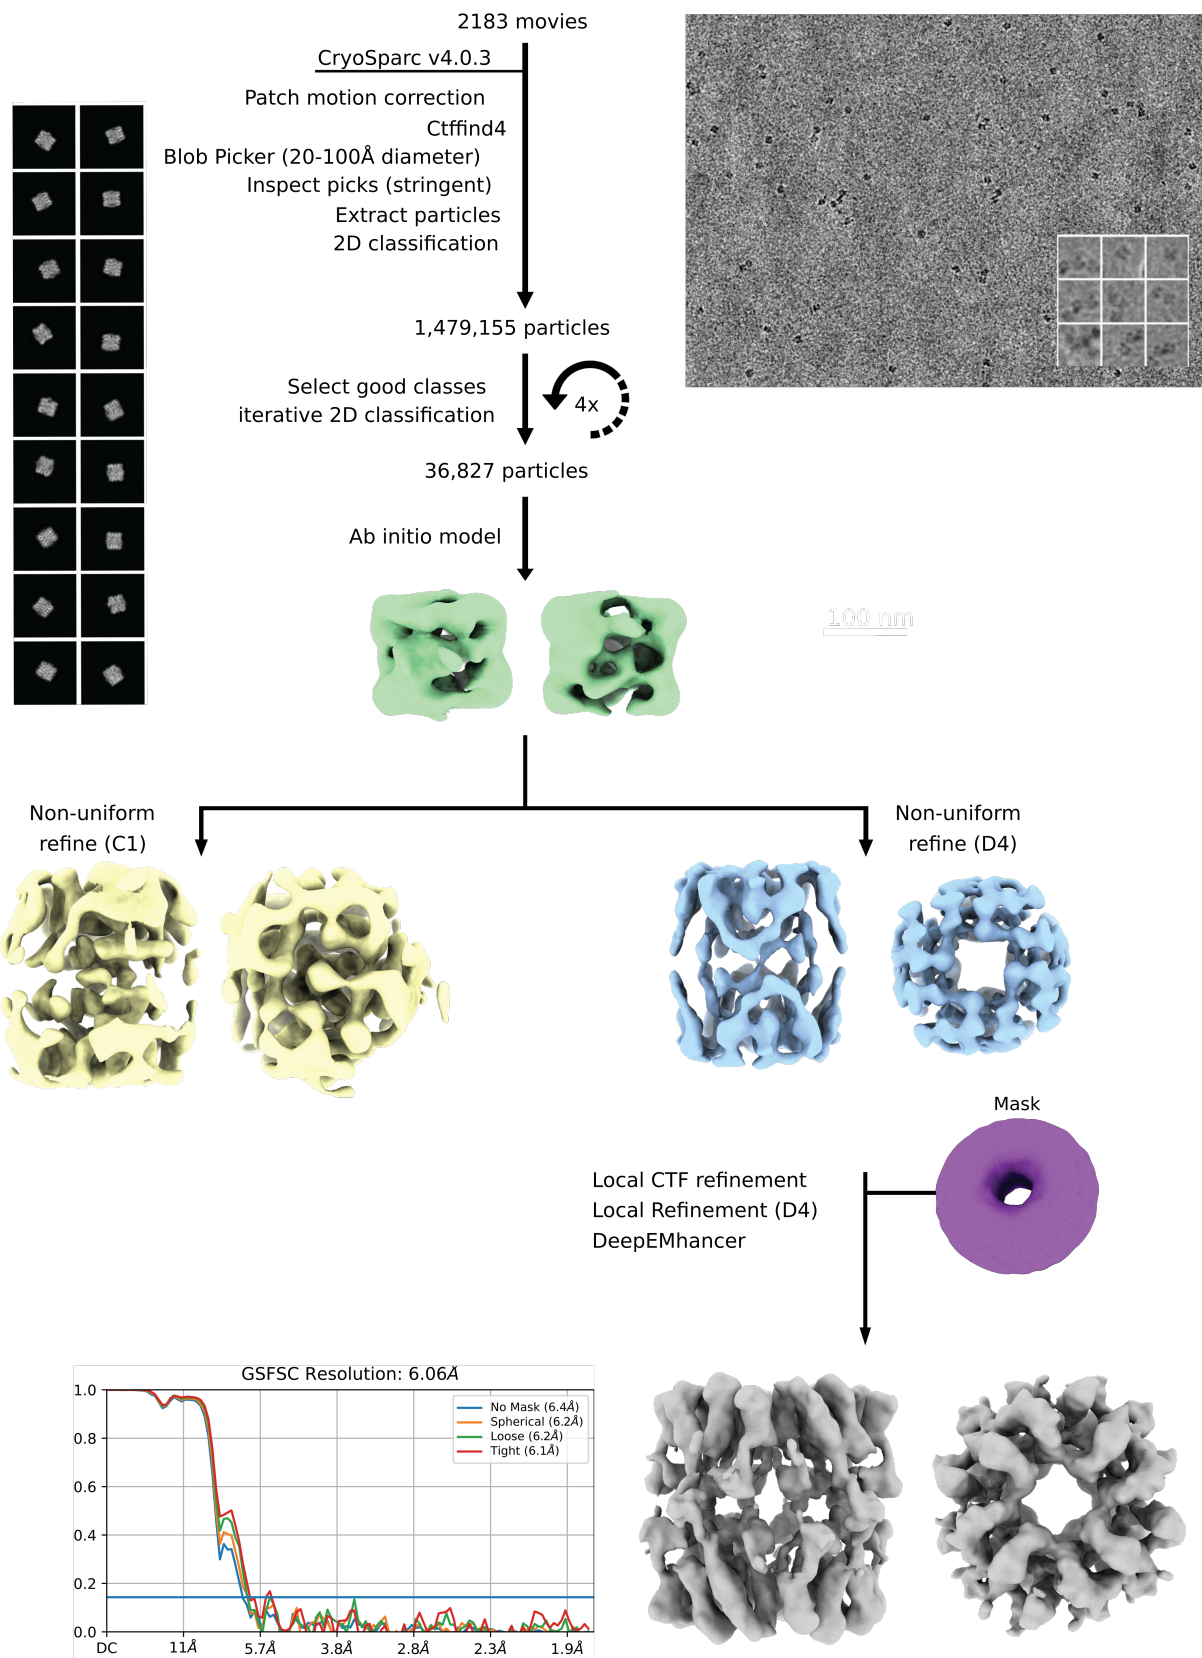 2183 movies
CryoSparc v4.0.3
Patch motion correction
Ctffind4
Blob Picker (20-100Å diameter)
Inspect picks (stringent)
Extract particles
2D classification
1,479,155 particles
Select good classes
iterative 2D classification
4x
36,827 particles
Ab initio model
100 nm
Non-uniform
refine (C1)
Non-uniform
refine (D4)
Mask
Local CTF refinement
Local Refinement (D4)
DeepEMhancer
GSFSC Resolution: 6.06Å
No Mask (6.4Å)
Spherical (6.2Å)
Loose (6.2Å)
Tight (6.1Å)
1.0
0.8
0.6
0.4
0.2
0.0
DC 11Å 5.7Å 3.8Å 2.8Å 2.3Å 1.9Å